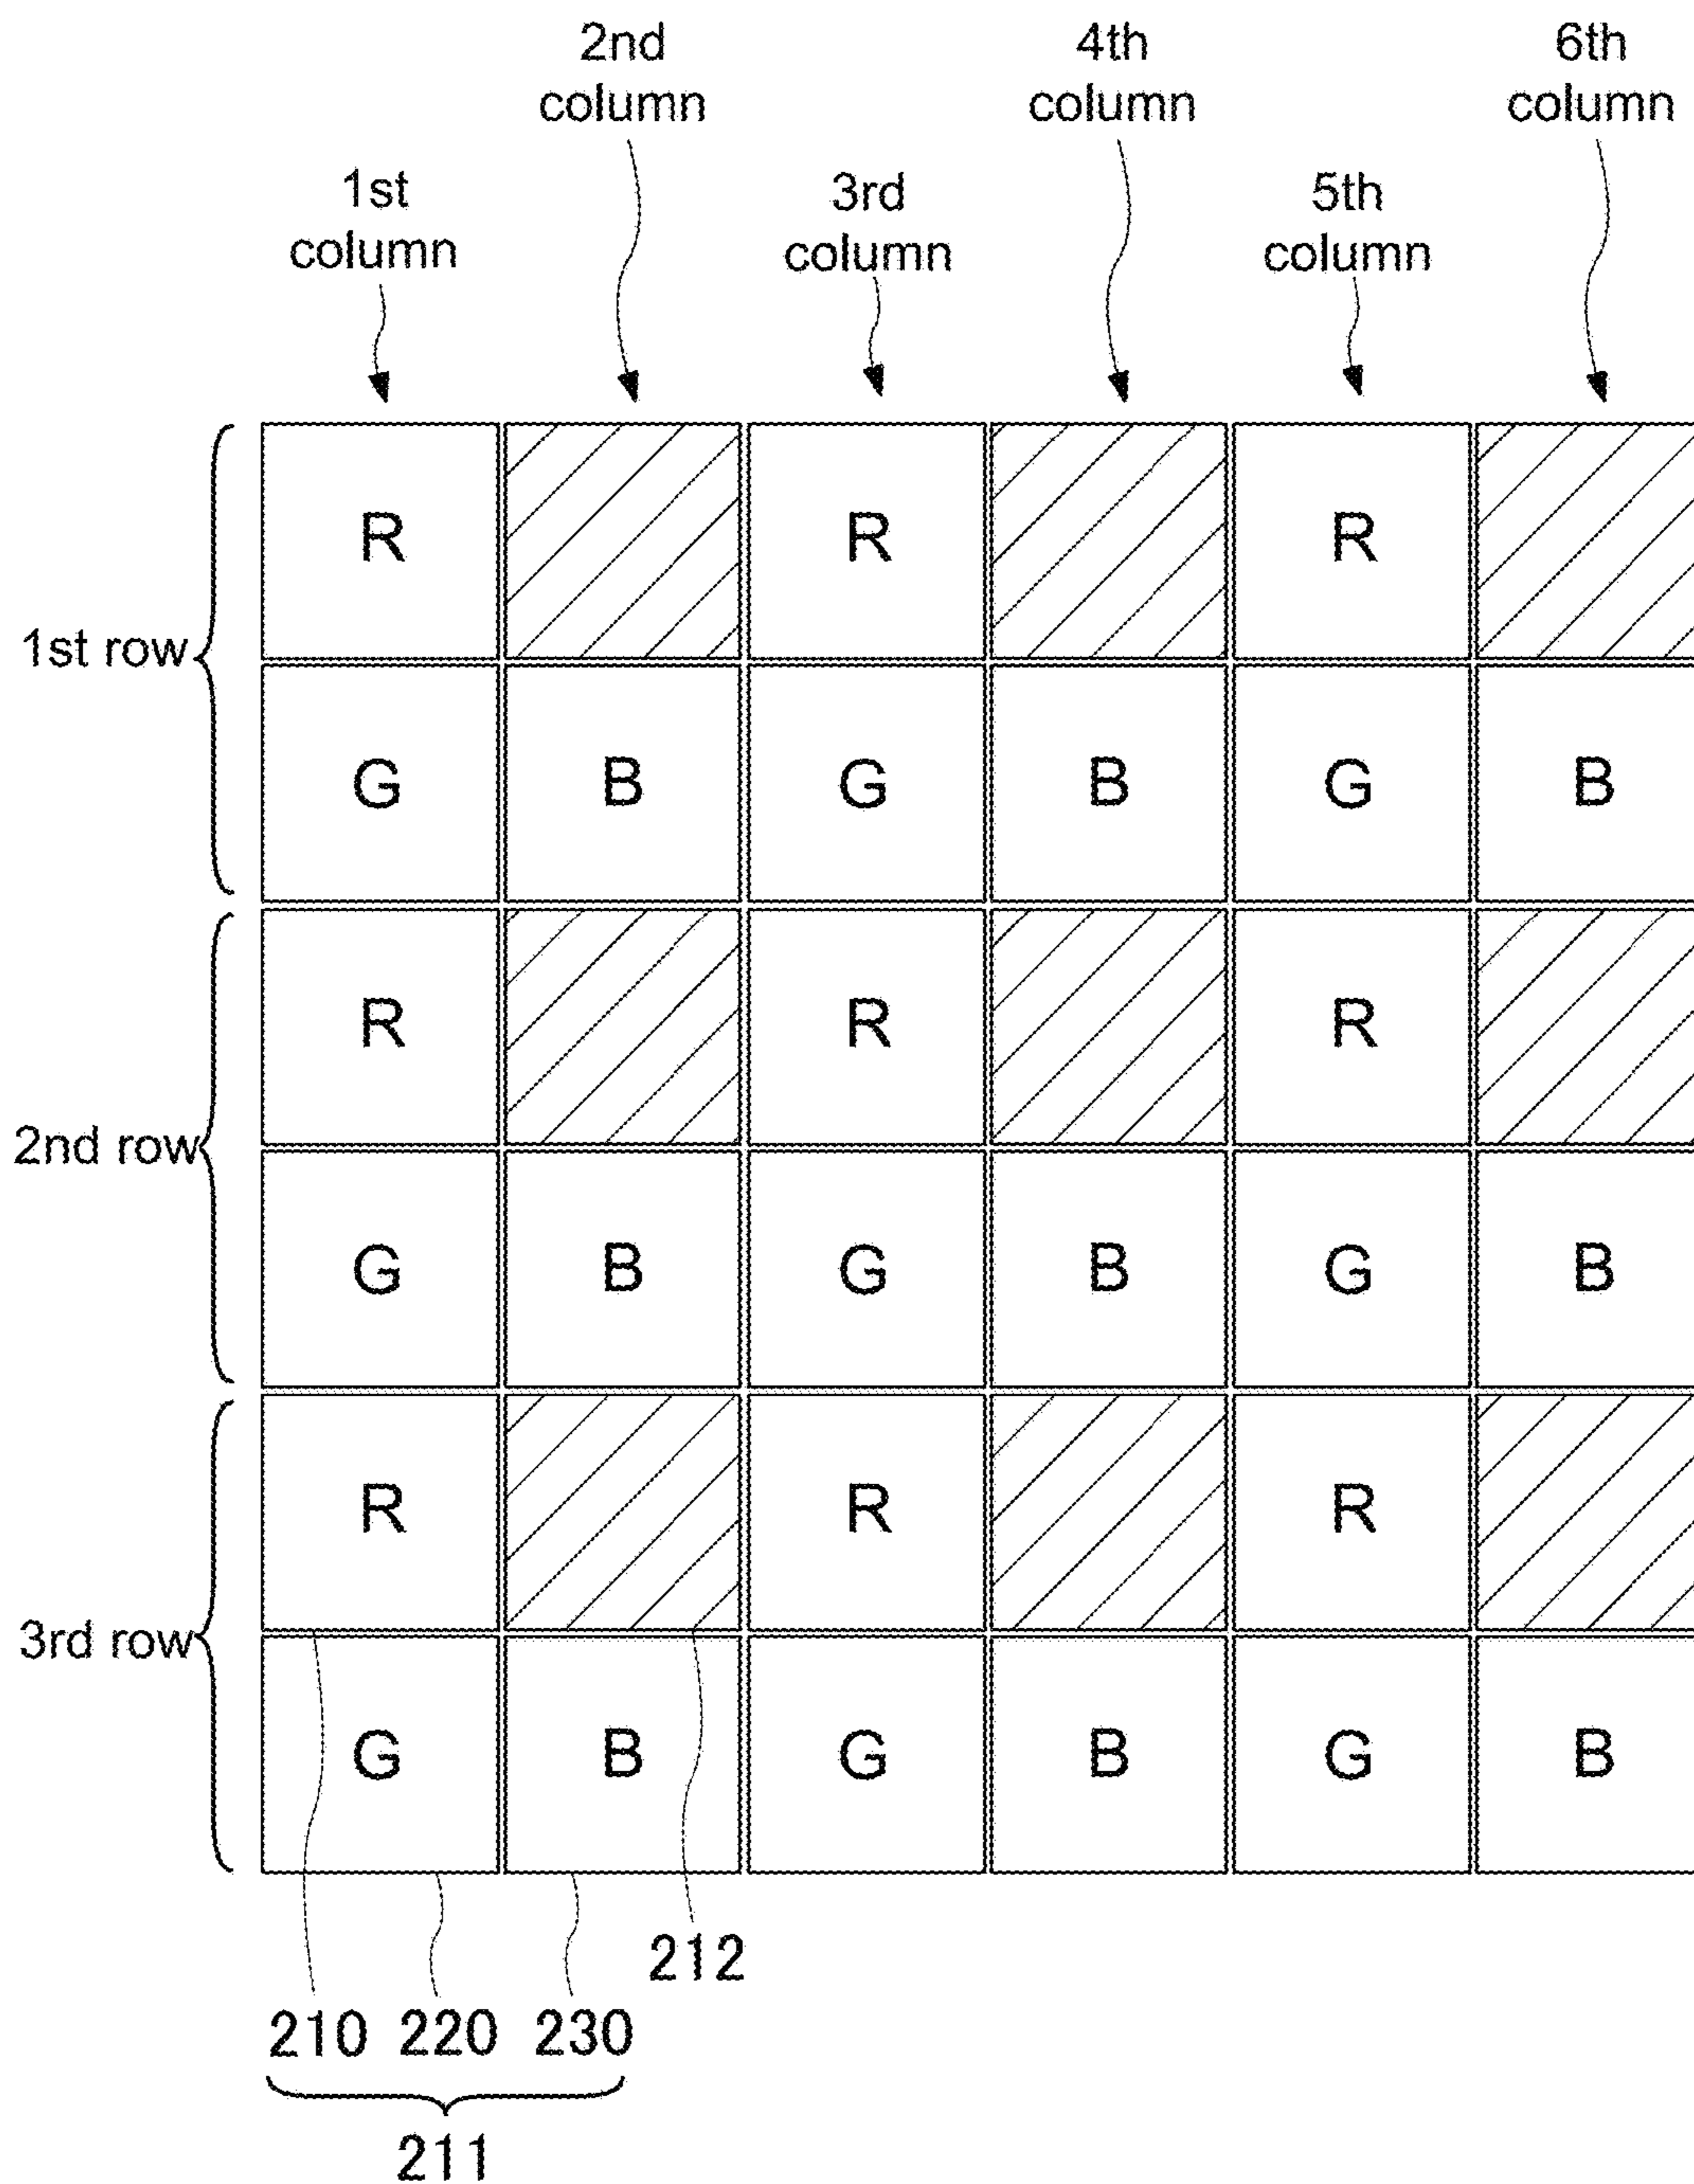 2nd column
4th column
6th column
1st column
3rd column
5th column
1st row
R R R
G B G B G B
2nd row
R R R
G B G B G B
3rd row
R R R
G B G B G B
212
210 220 230
211